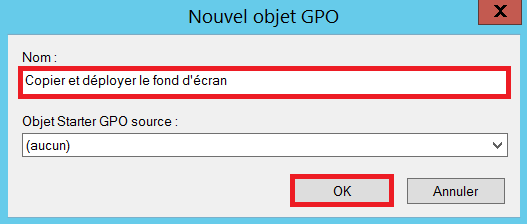 Nouvel objet GPO
X
Nom :
Copier et déployer le fond d'écran
Objet Starter GPO source :
(aucun)
OK
Annuler